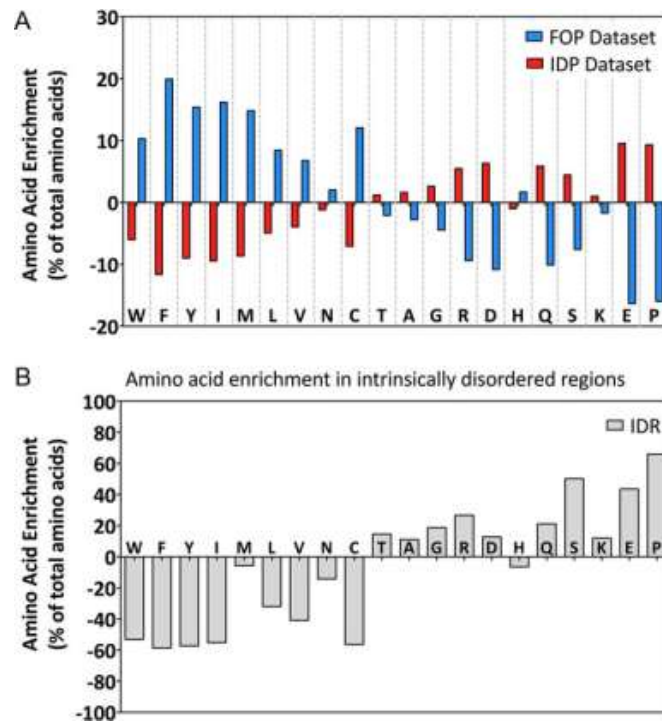 A
Amino Acid Enrichment
(% of total amino acids)
30
20
10
0
-10
-20
FOP Dataset
IDP Dataset
W F Y I M L V N C T A G R D H Q S K E P
B
Amino acid enrichment in intrinsically disordered regions
Amino Acid Enrichment
(% of total amino acids)
100
80
60
40
20
0
-20
-40
-60
-80
-100
IDR
W F Y I M L V N C T A G R D H Q S K E P